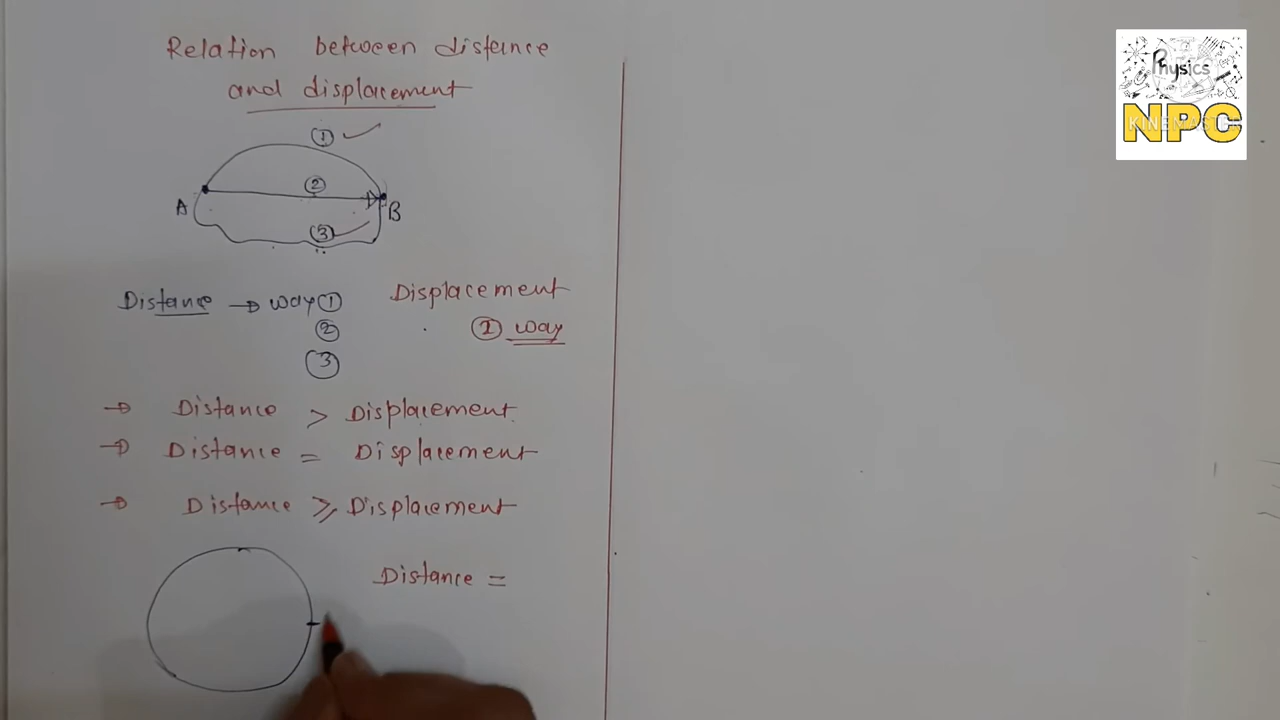 Relation between distance
and displacement
①
②
A
B
③
Distance → way ①
②
③
Displacement
① way
→ Distance > Displacement
→ Distance = Displacement
→ Distance ⩾ Displacement
Distance =
Physics
NPC
KINEMASTER